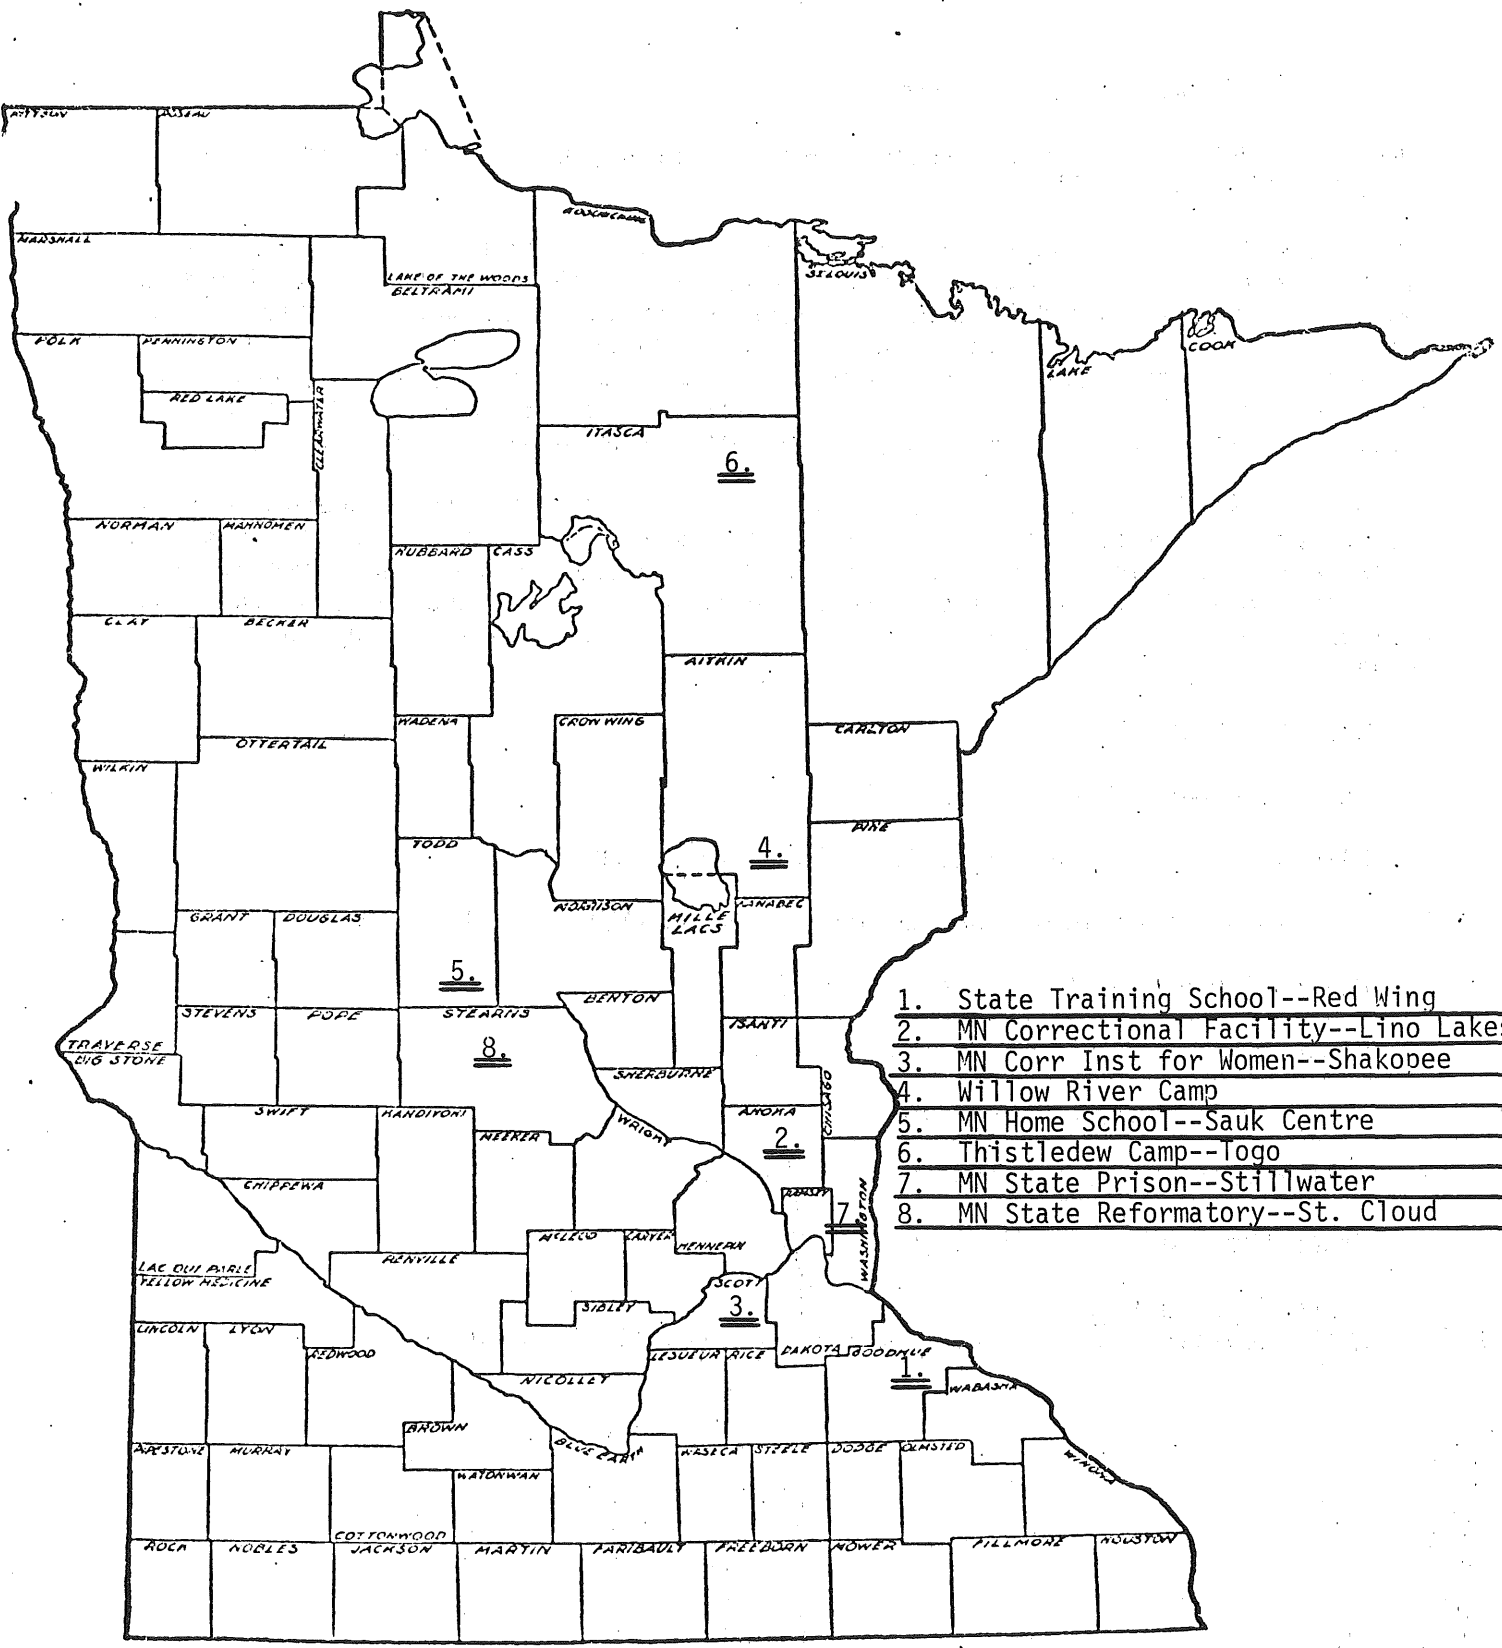 MARSHALL
LAKE OF THE WOODS
BELTRAMI
KOOCHICHING
ST. LOUIS
COOK
LAKE
POLK
PENNINGTON
RED LAKE
CLEARWATER
ITASCA
6.
NORMAN
MAHNOMEN
HUBBARD
CASS
CLAY
BECKER
AITKIN
WADENA
CROW WING
CARLTON
OTTERTAIL
WILKIN
PINE
TODD
4.
MORRISON
MILLE
LACS
KANABEC
GRANT
DOUGLAS
5.
BENTON
STEVENS
POPE
STEARNS
ISANTI
TRAVERSE
BIG STONE
8.
SHERBURNE
CHISAGO
1. State Training School--Red Wing
2. MN Correctional Facility--Lino Lakes
3. MN Corr Inst for Women--Shakopee
4. Willow River Camp
5. MN Home School--Sauk Centre
6. Thistledew Camp--Togo
7. MN State Prison--Stillwater
8. MN State Reformatory--St. Cloud
SWIFT
KANDIYOHI
MEEKER
WRIGHT
ANOKA
2.
CHIPPEWA
RAMSEY
7.
WASHINGTON
LAC QUI PARLE
YELLOW MEDICINE
RENVILLE
MCLEOD
CARVER
HENNEPIN
SCOTT
3.
SIBLEY
LINCOLN
LYON
REDWOOD
NICOLLET
LESUEUR
RICE
DAKOTA
GOODHUE
1.
WABASHA
BROWN
BLUE EARTH
PIPESTONE
MURRAY
WATONWAN
WASECA
STEELE
DODGE
OLMSTED
WINONA
COTTONWOOD
ROCK
NOBLES
JACKSON
MARTIN
FARIBAULT
FREEBORN
MOWER
FILLMORE
HOUSTON